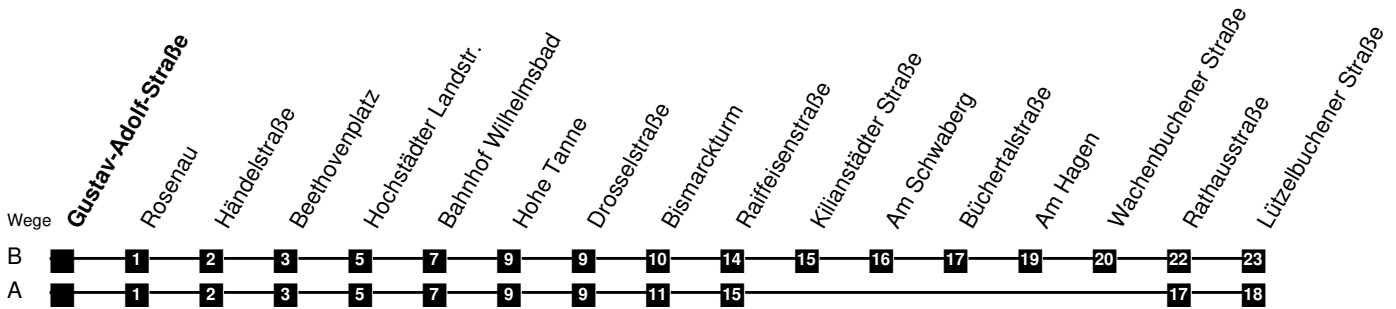 Gustav-Adolf-Straße
Rosenau
Händelstraße
Beethovenplatz
Hochstädter Landstr.
Bahnhof Wilhelmsbad
Hohe Tanne
Drosselstraße
Bismarckturm
Raiffeisenstraße
Kilianstädter Straße
Am Schwaberg
Büchertalstraße
Am Hagen
Wachenbuchener Straße
Rathausstraße
Lützelbuchener Straße
Wege
B 1 2 3 5 7 9 9 10 14 15 16 17 19 20 22 23
A 1 2 3 5 7 9 9 11 15 17 18